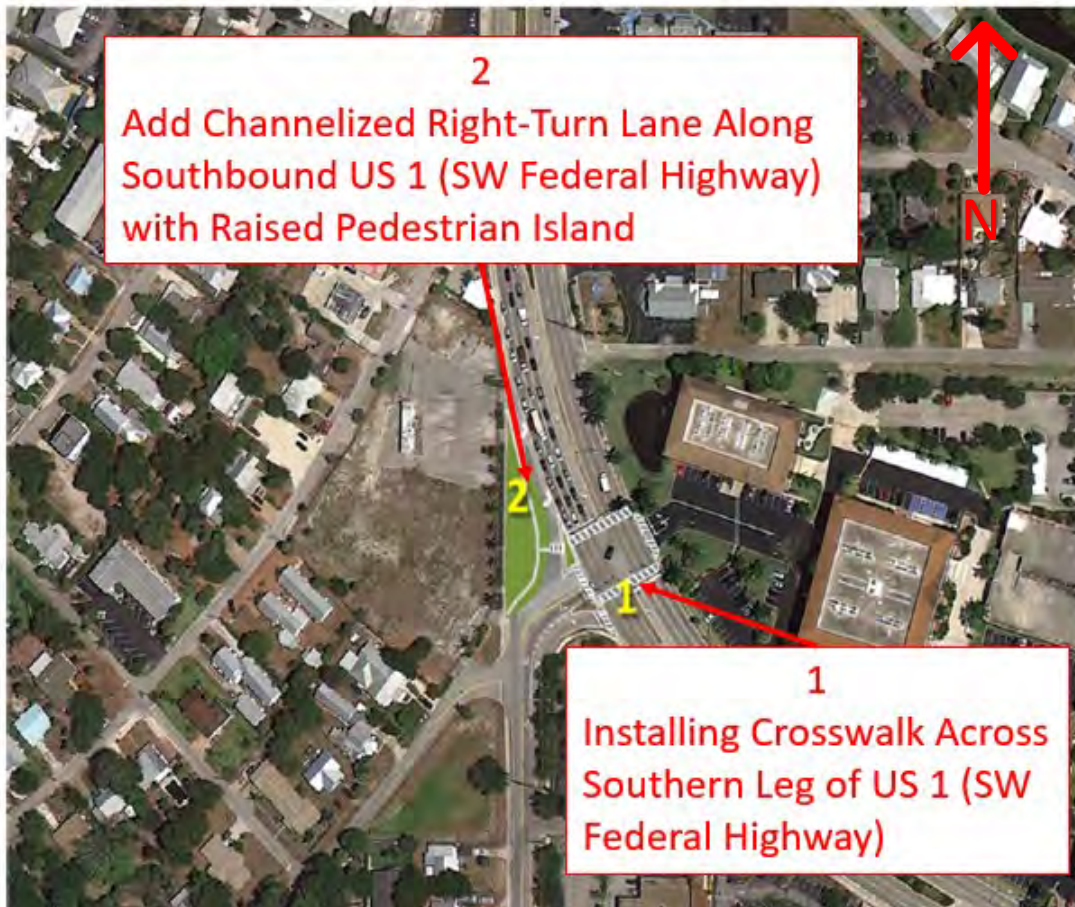 2
Add Channelized Right-Turn Lane Along
Southbound US 1 (SW Federal Highway)
with Raised Pedestrian Island
N
2
1
1
Installing Crosswalk Across
Southern Leg of US 1 (SW
Federal Highway)